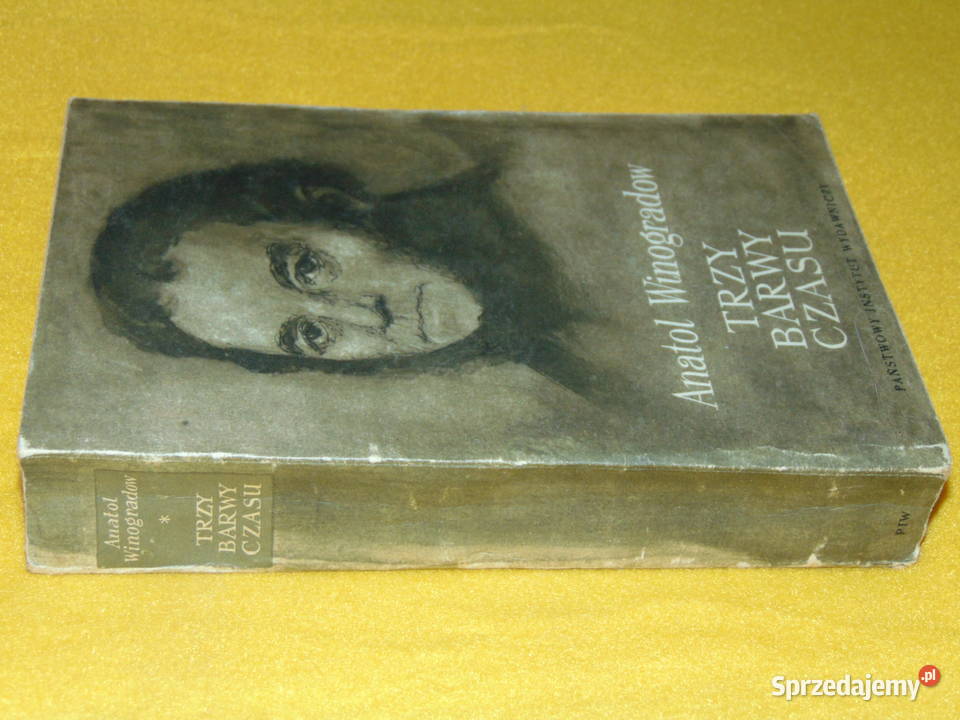 Anatol Winogradow
TRZY
BARWY
CZASU
PAŃSTWOWY INSTYTUT WYDAWNICZY
Anatol
Winogradow
*
TRZY
BARWY
CZASU
PIW
Sprzedajemy.pl